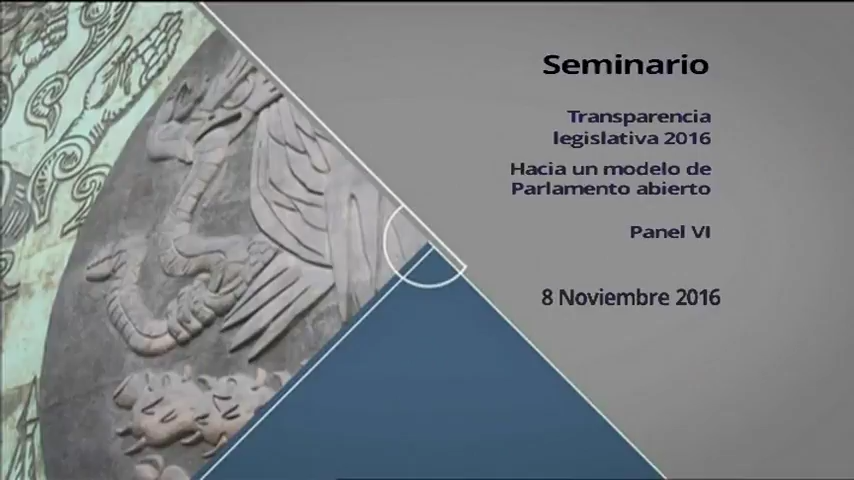 Seminario
Transparencia
legislativa 2016
Hacia un modelo de
Parlamento abierto
Panel VI
8 Noviembre 2016